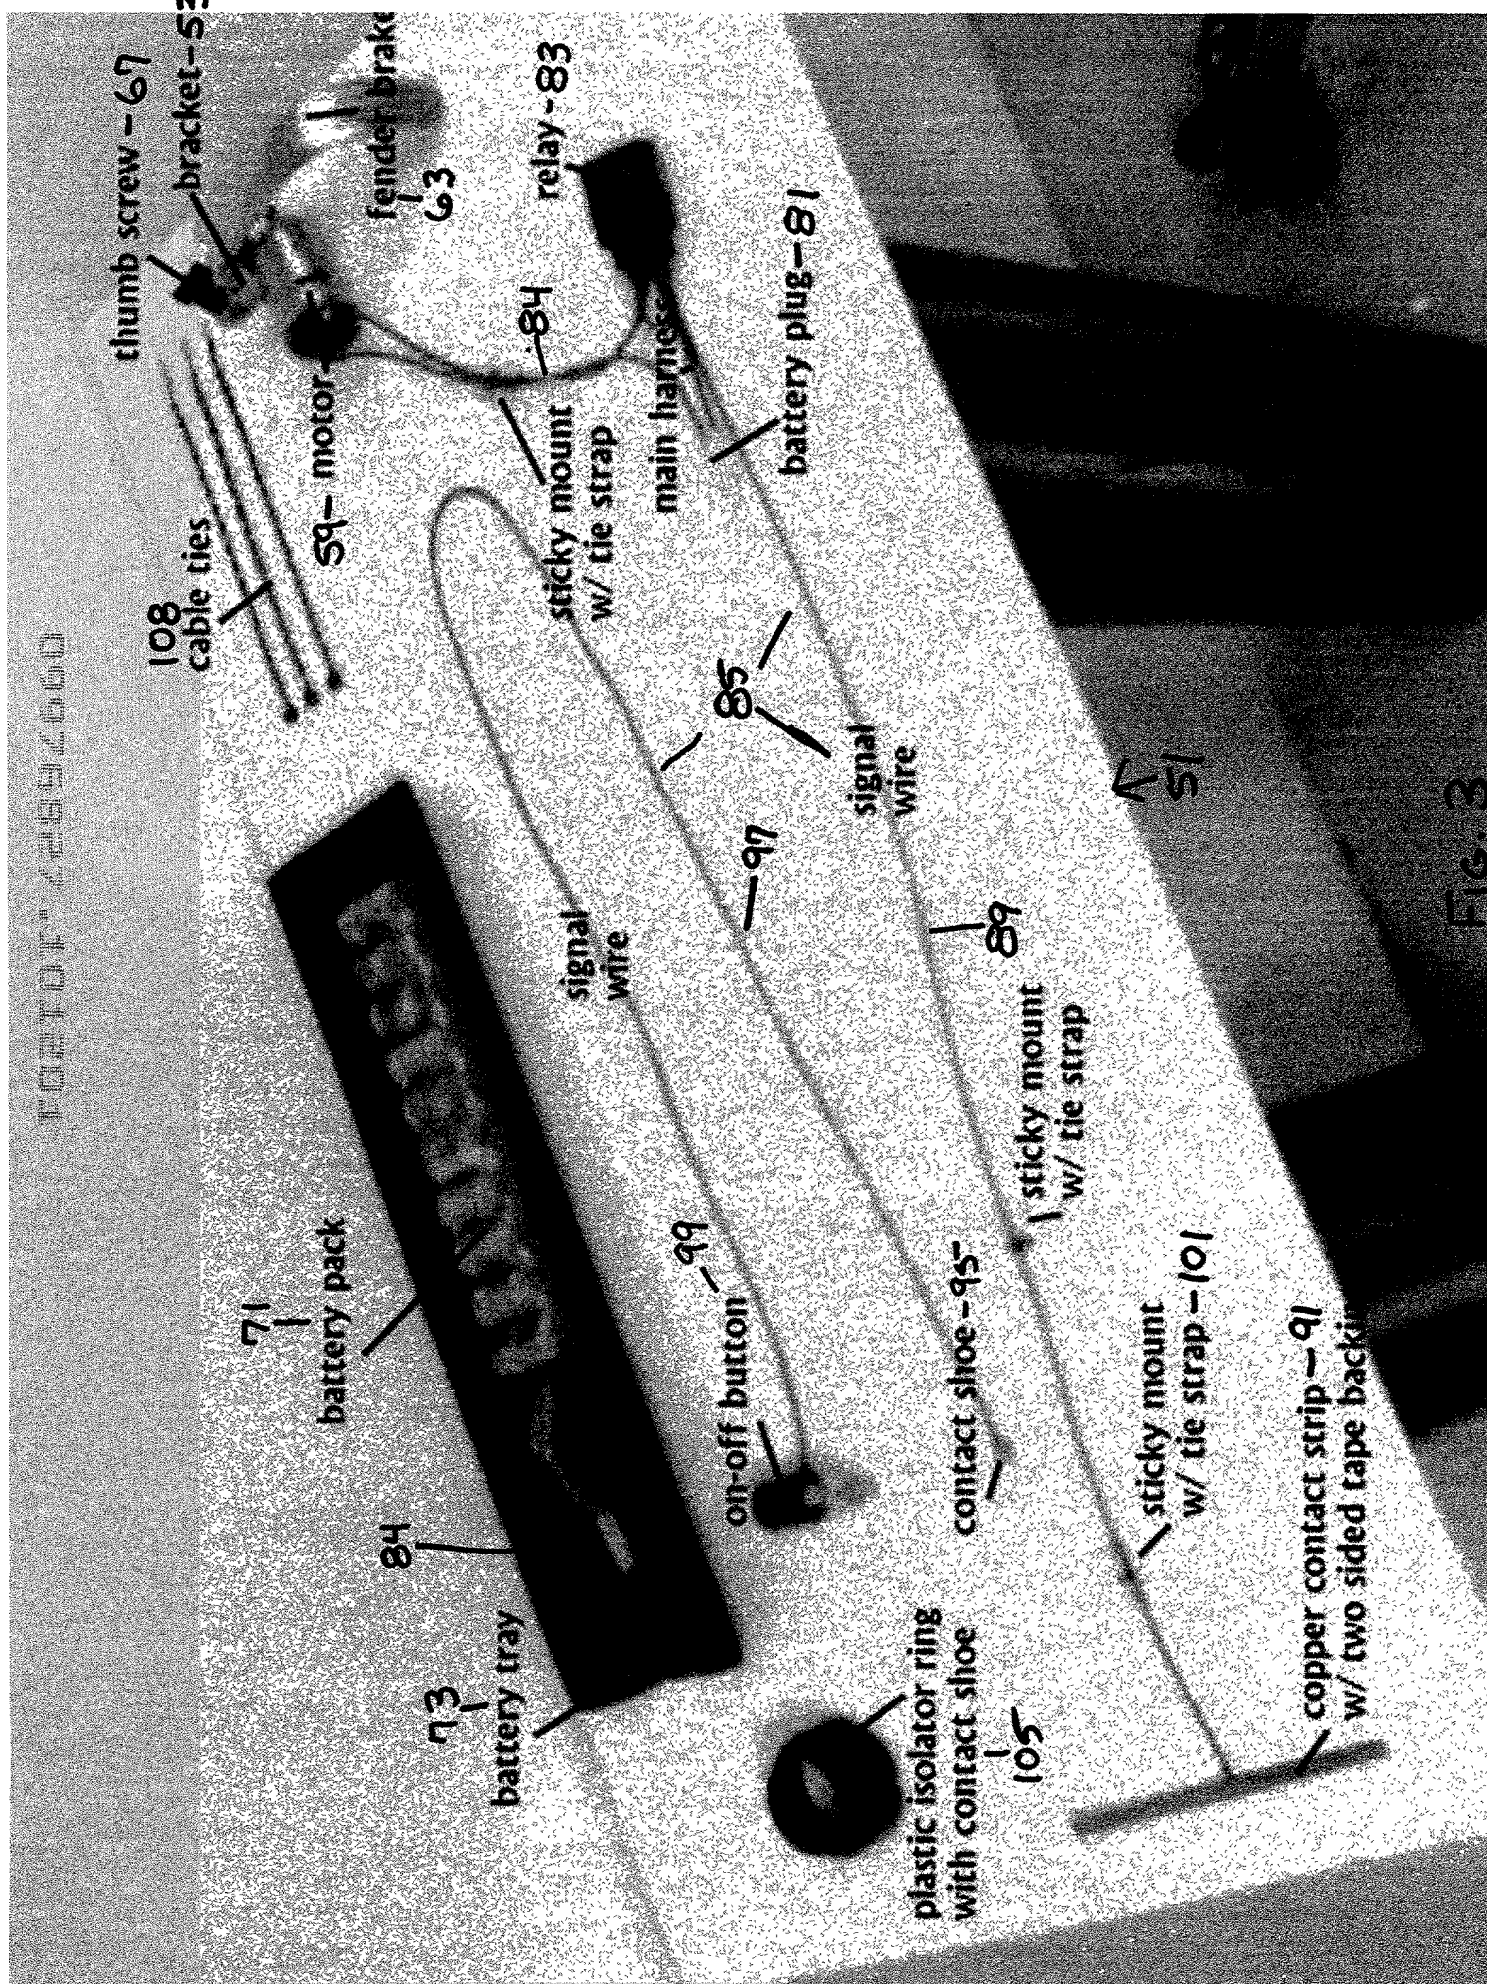 thumb screw - 67
bracket - 5
fender brake
63
relay - 83
84
battery plug - 81
main harness
sticky mount
w/ tie strap
59 - motor
108
cable ties
85
signal
wire
97
signal
wire
89
51
FIG. 3
sticky mount
w/ tie strap
71
battery pack
99
on-off button
contact shoe - 95
sticky mount
w/ tie strap - 101
copper contact strip - 91
w/ two sided tape backin
84
73
battery tray
plastic isolator ring
with contact shoe
105